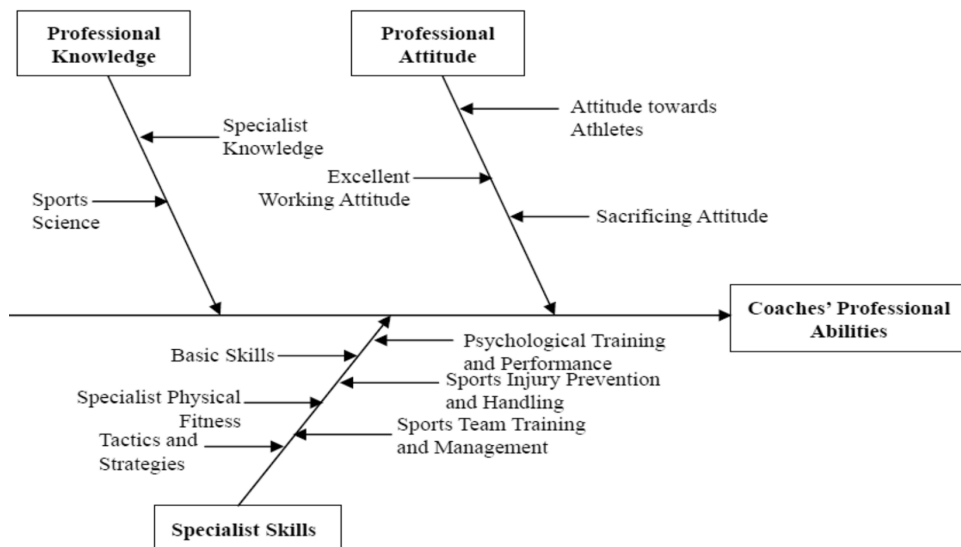 Professional
Knowledge
Professional
Attitude
Specialist
Knowledge
Sports
Science
Attitude towards
Athletes
Excellent
Working Attitude
Sacrificing Attitude
Coaches’ Professional
Abilities
Basic Skills
Specialist Physical
Fitness
Tactics and
Strategies
Psychological Training
and Performance
Sports Injury Prevention
and Handling
Sports Team Training
and Management
Specialist Skills